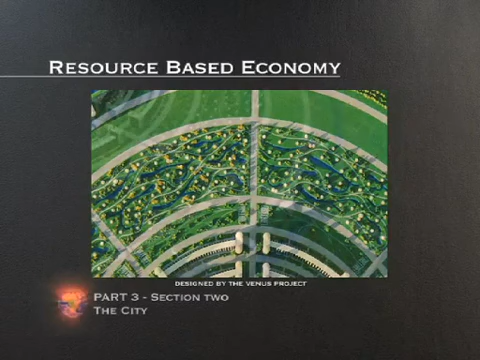 Resource Based Economy
Designed by The Venus Project
Part 3 - Section two
The City